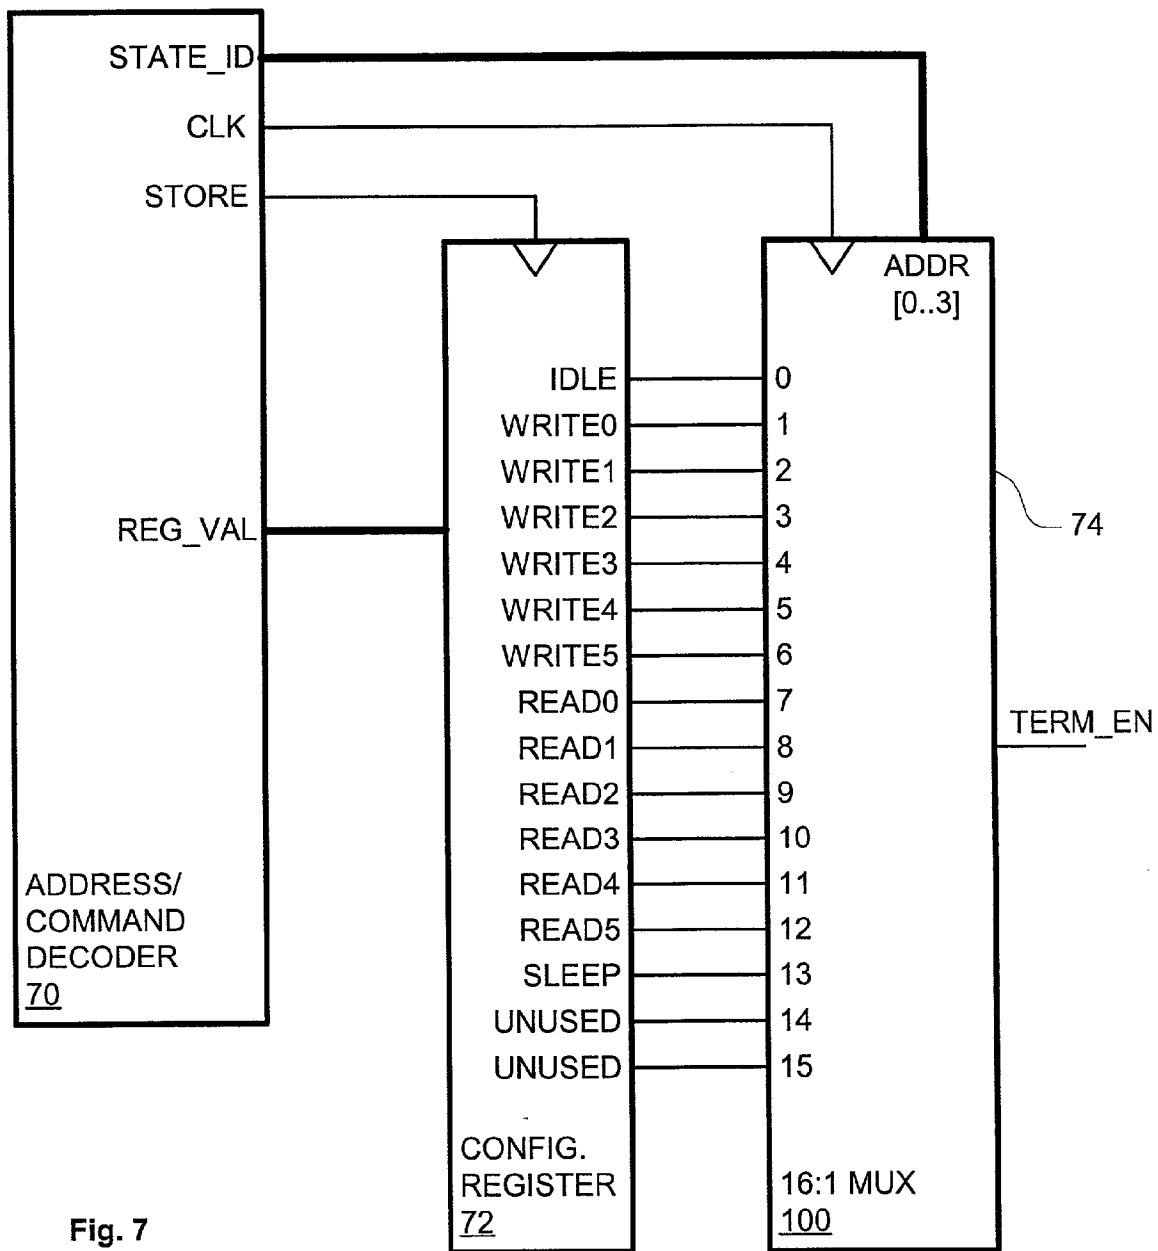 STATE_ID
CLK
STORE
ADDR
[0..3]
IDLE 0
WRITE0 1
WRITE1 2
WRITE2 3
REG_VAL
74
WRITE3 4
WRITE4 5
WRITE5 6
READ0 7
TERM_EN
READ1 8
READ2 9
READ3 10
READ4 11
READ5 12
SLEEP 13
UNUSED 14
UNUSED 15
ADDRESS/
COMMAND
DECODER
70
CONFIG.
REGISTER
72
16:1 MUX
100
Fig. 7